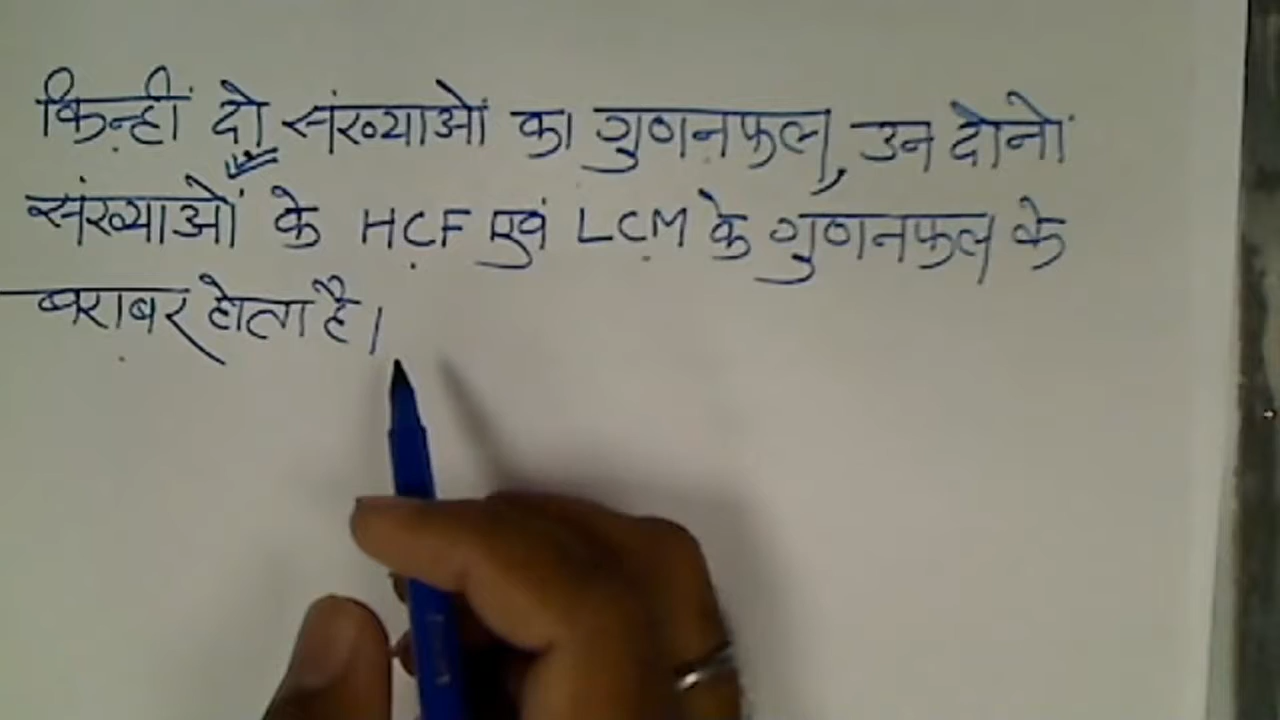 किन्हीं दो संख्याओं का गुणनफल, उन दोनों
संख्याओं के HCF एवं LCM के गुणनफल के
बराबर होता है।